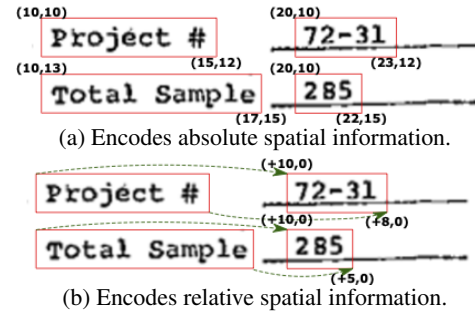 (10,10) (20,10)
Project # 72-31
(15,12) (23,12)
(10,13) (20,10)
Total Sample 285
(17,15) (22,15)
(a) Encodes absolute spatial information.
(+10,0)
Project # 72-31
(+10,0) (+8,0)
Total Sample 285
(+5,0)
(b) Encodes relative spatial information.